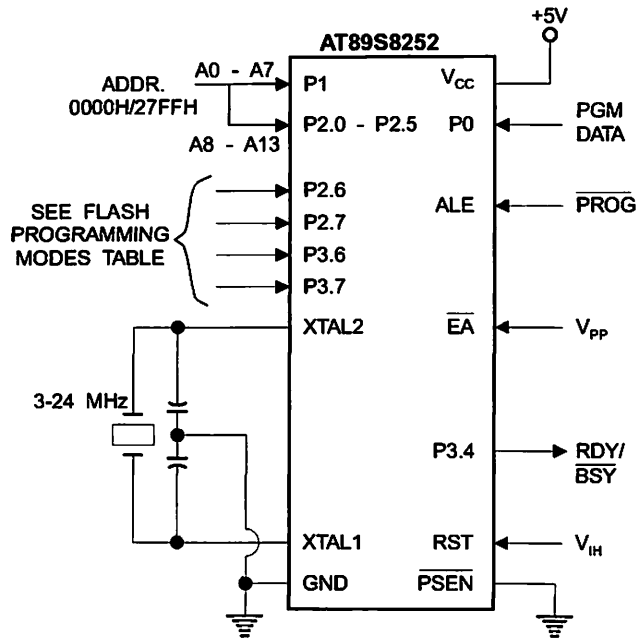 +5V
AT89S8252
ADDR.
0000H/27FFH
A0 - A7
A8 - A13
P1
P2.0 - P2.5
VCC
P0
PGM
DATA
SEE FLASH
PROGRAMMING
MODES TABLE
P2.6
P2.7
P3.6
P3.7
ALE
PROG
XTAL2
EA
VPP
3-24 MHz
P3.4
RDY/
BSY
XTAL1
RST
VIH
GND
PSEN